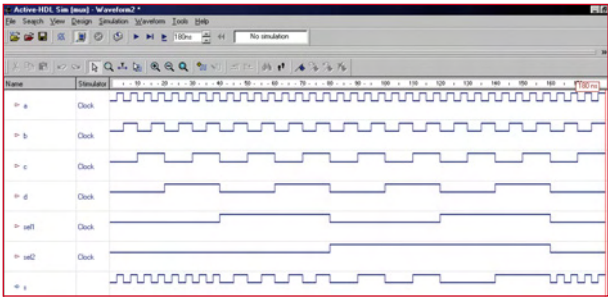 Active-HDL Sim (mux) - Waveform2 *
File Search View Design Simulation Waveform Tools Help
180ns No simulation
Name Stimulator 10 20 30 40 50 60 70 80 90 100 110 120 130 140 150 160
180 ns
a Clock
b Clock
c Clock
d Clock
sel1 Clock
sel2 Clock